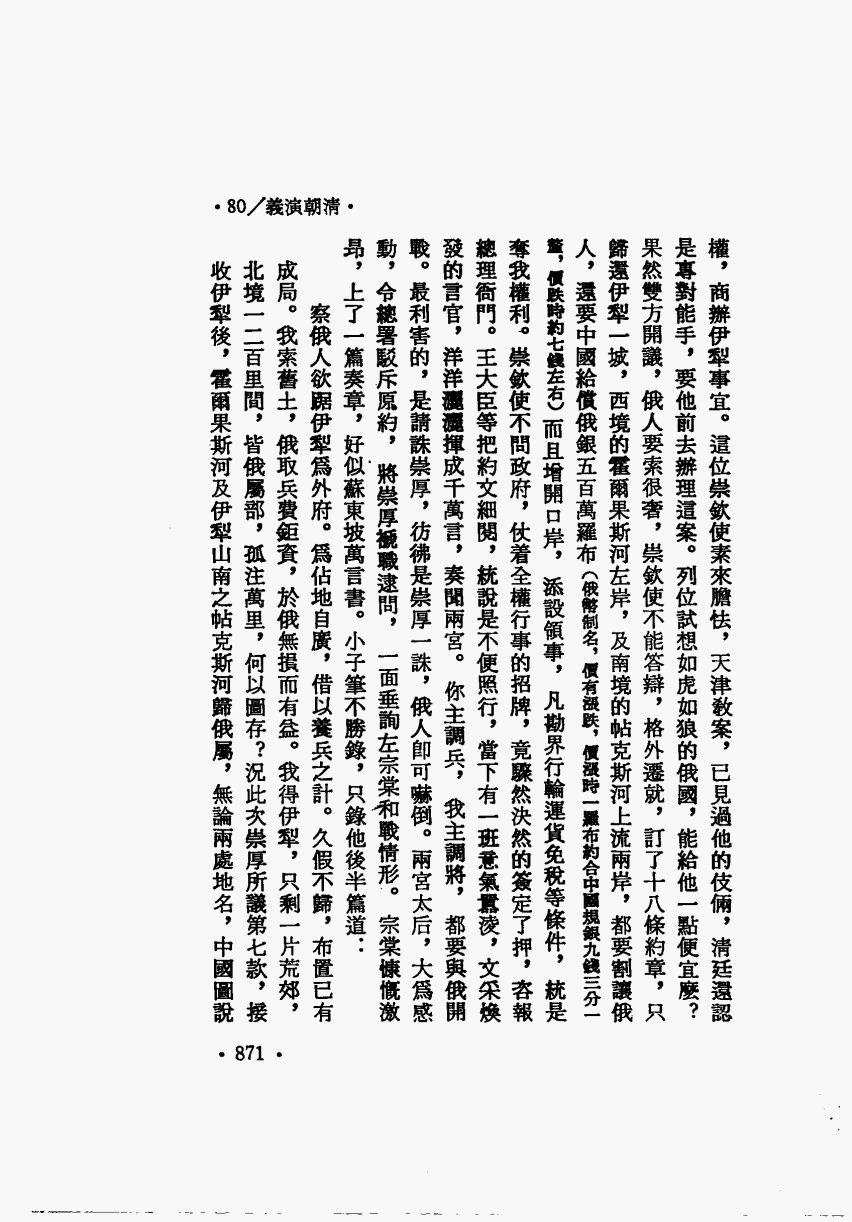 ·清朝演義/80·
權，商辦伊犁事宜。這位崇欽使素來膽怯，天津教案，已見過他的伎倆，清廷還認
是專對能手，要他前去辦理這案。列位試想如虎如狼的俄國，能給他一點便宜麼？
果然雙方開議，俄人要索很奢，崇欽使不能答辯，格外遷就，訂了十八條約章，只
歸還伊犁一城，西境的霍爾果斯河左岸，及南境的帖克斯河上流兩岸，都要割讓俄
人，還要中國給償俄銀五百萬羅布（俄幣制名，價有漲跌，價漲時一羅布約合中國規銀九錢三分一
釐，價跌時約七錢左右）而且增開口岸，添設領事，凡勘界行輪運貨免稅等條件，統是
奪我權利。崇欽使不問政府，仗着全權行事的招牌，竟驟然決然的簽定了押，咨報
總理衙門。王大臣等把約文細閱，統說是不便照行，當下有一班意氣囂淩，文采煥
發的言官，洋洋灑灑揮成千萬言，奏聞兩宮。你主調兵，我主調將，都要與俄開
戰。最利害的，是請誅崇厚，彷彿是崇厚一誅，俄人卽可嚇倒。兩宮太后，大爲感
動，令總署駁斥原約，將崇厚褫職逮問，一面垂詢左宗棠和戰情形。宗棠慷慨激
昂，上了一篇奏章，好似蘇東坡萬言書。小子筆不勝錄，只錄他後半篇道：
察俄人欲踞伊犁爲外府。爲佔地自廣，借以養兵之計。久假不歸，布置已有
成局。我索舊土，俄取兵費鉅資，於俄無損而有益。我得伊犁，只剩一片荒郊，
北境一二百里間，皆俄屬部，孤注萬里，何以圖存？況此次崇厚所議第七款，接
收伊犁後，霍爾果斯河及伊犁山南之帖克斯河歸俄屬，無論兩處地名，中國圖說
·871·